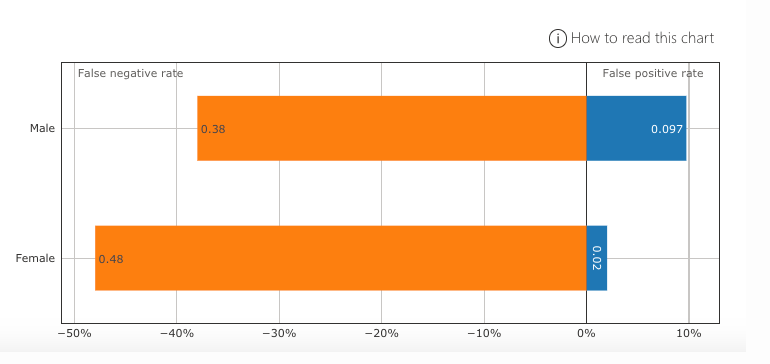 ⓘ How to read this chart
False negative rate False positive rate
Male 0.38 0.097
Female 0.48 0.02
−50% −40% −30% −20% −10% 0% 10%